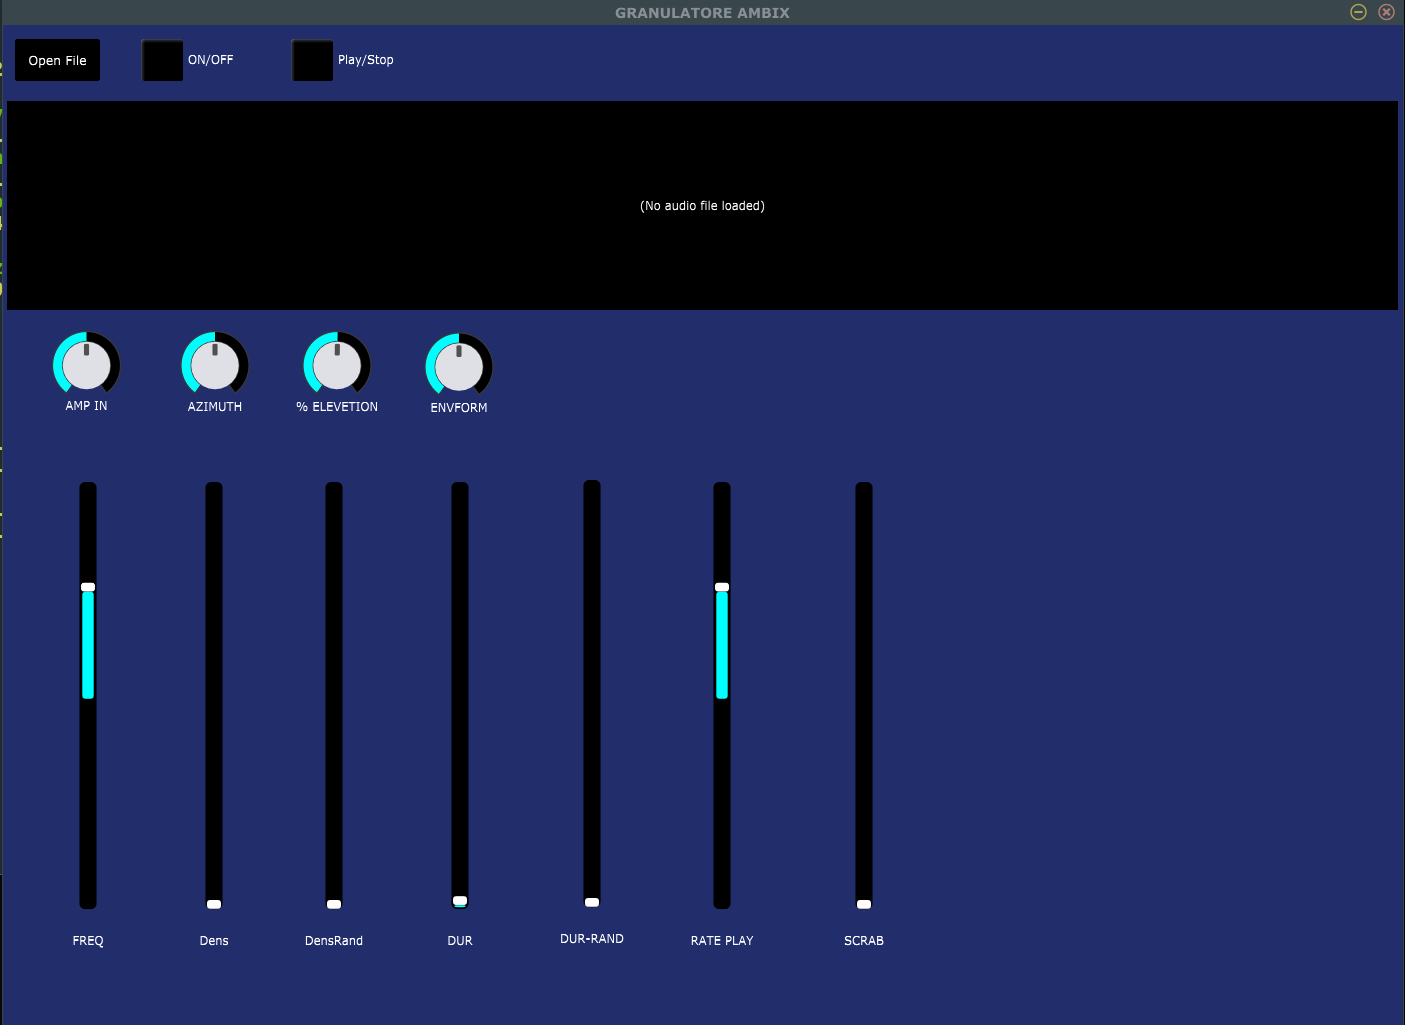 GRANULATORE AMBIX
Open File
ON/OFF
Play/Stop
(No audio file loaded)
AMP IN
AZIMUTH
% ELEVETION
ENVFORM
FREQ
Dens
DensRand
DUR
DUR-RAND
RATE PLAY
SCRAB